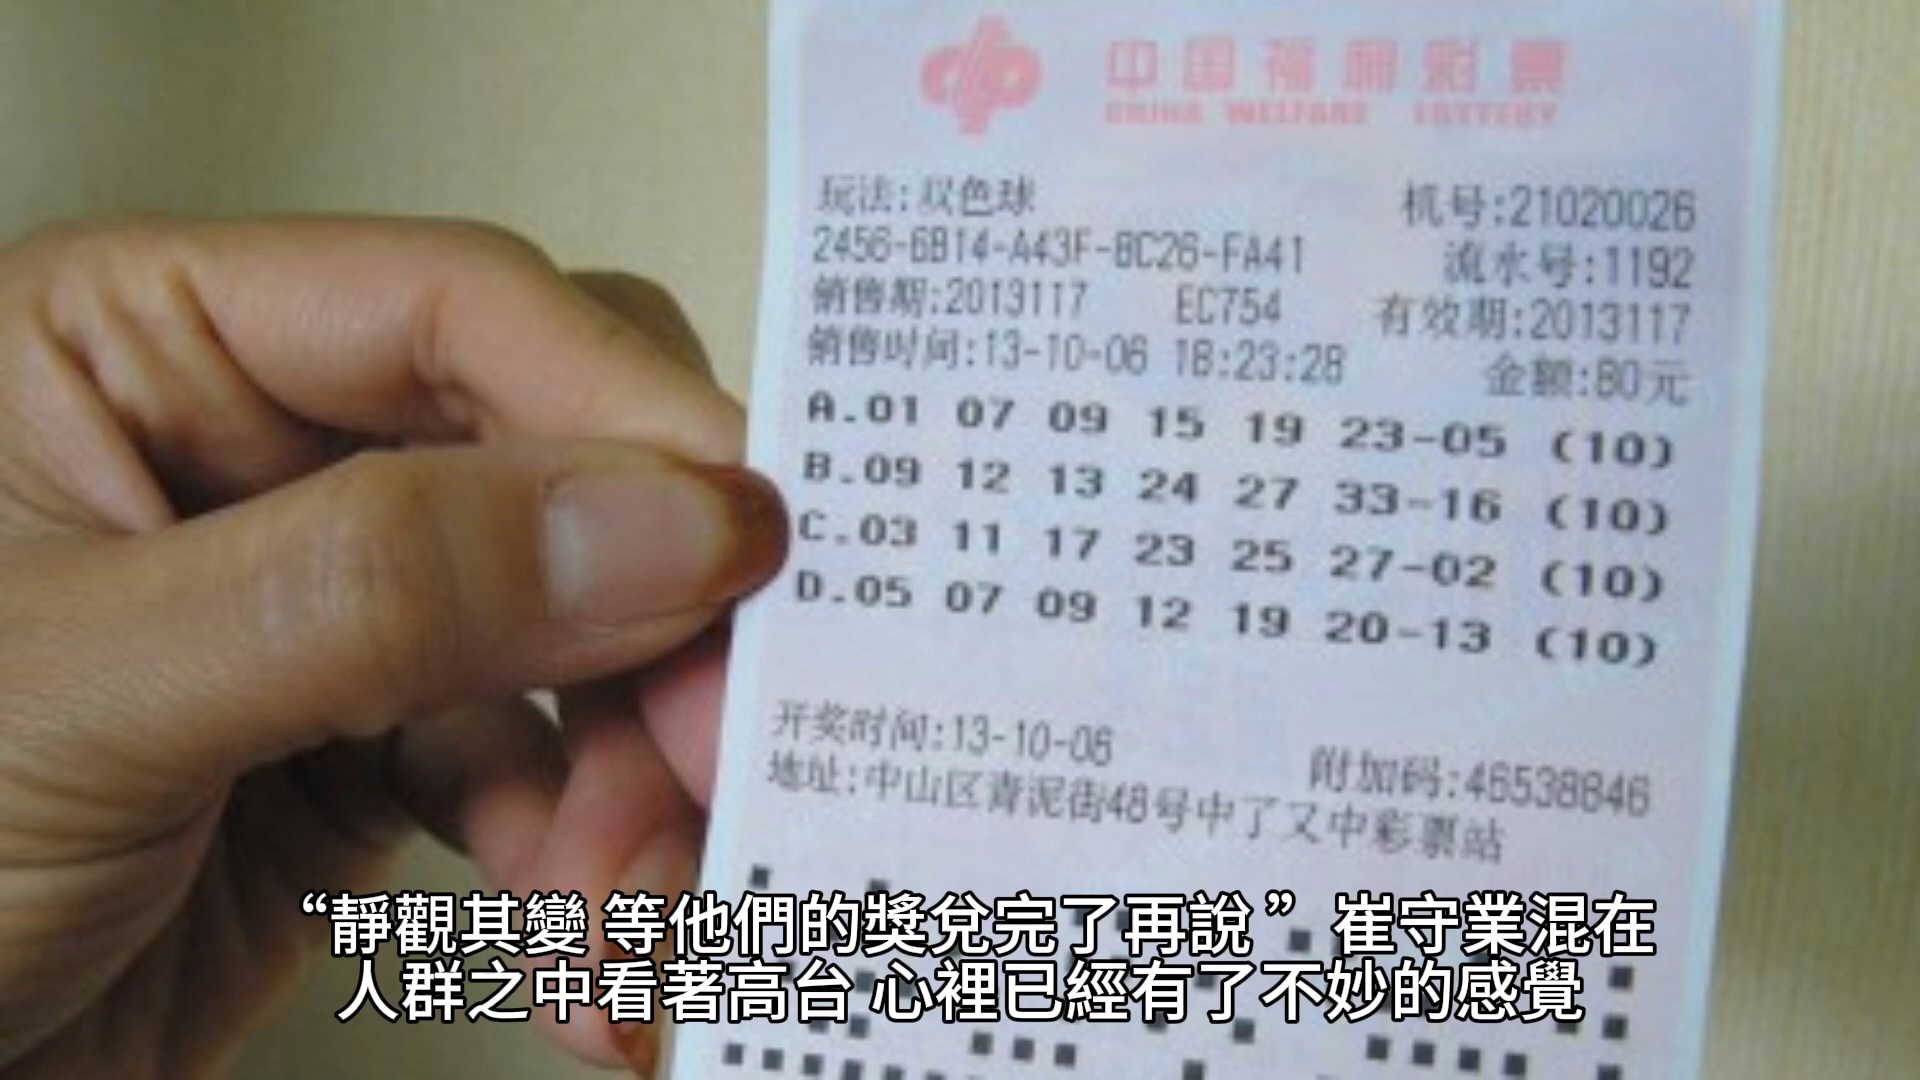 中国福利彩票
CHINA WELFARE LOTTERY
玩法:双色球 机号:21020026
2456-6B14-A43F-BC26-FA41 流水号:1192
销售期:2013117 EC754 有效期:2013117
销售时间:13-10-06 18:23:28 金额:80元
A.01 07 09 15 19 23-05 (10)
B.09 12 13 24 27 33-16 (10)
C.03 11 17 23 25 27-02 (10)
D.05 07 09 12 19 20-13 (10)
开奖时间:13-10-06 附加码:46538846
地址:中山区青泥街48号中了又中彩票站
“靜觀其變 等他們的獎兌完了再說” 崔守業混在
人群之中看著高台 心裡已經有了不妙的感覺